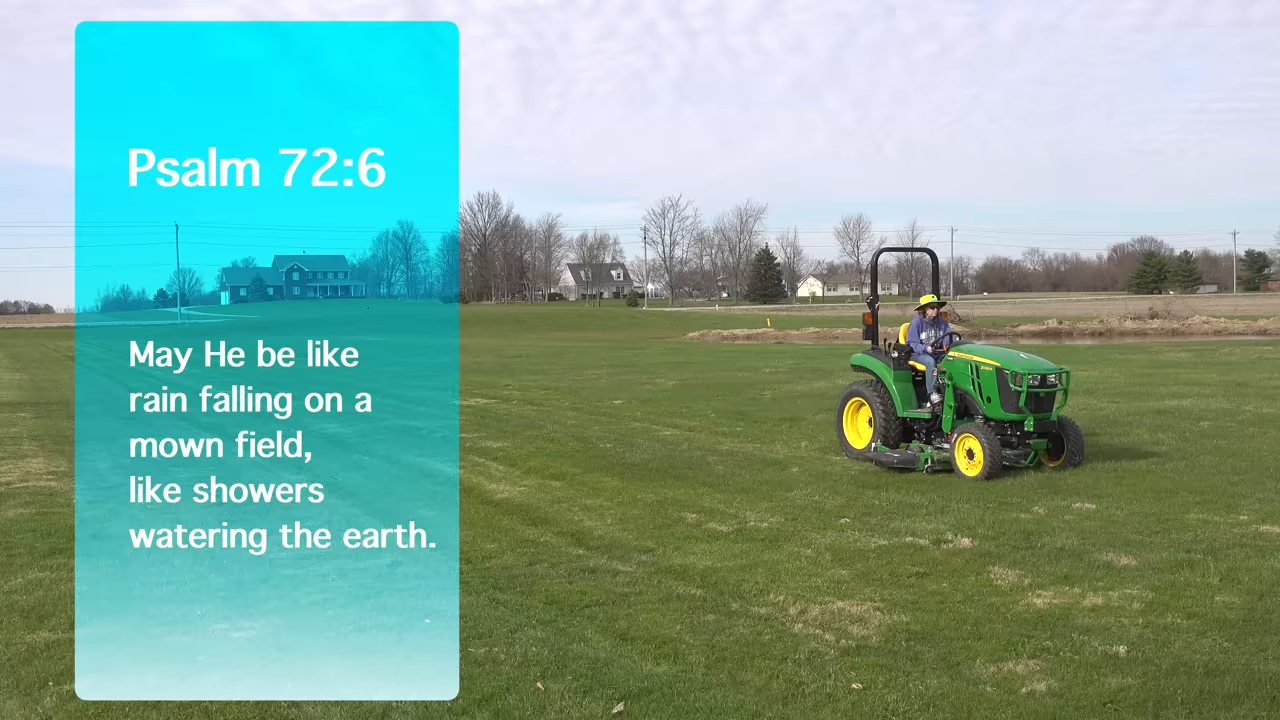 Psalm 72:6
May He be like
rain falling on a
mown field,
like showers
watering the earth.